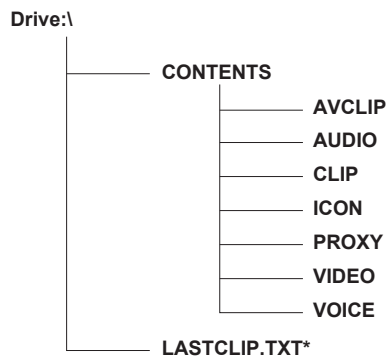 Drive:\
CONTENTS
AVCLIP
AUDIO
CLIP
ICON
PROXY
VIDEO
VOICE
LASTCLIP.TXT*